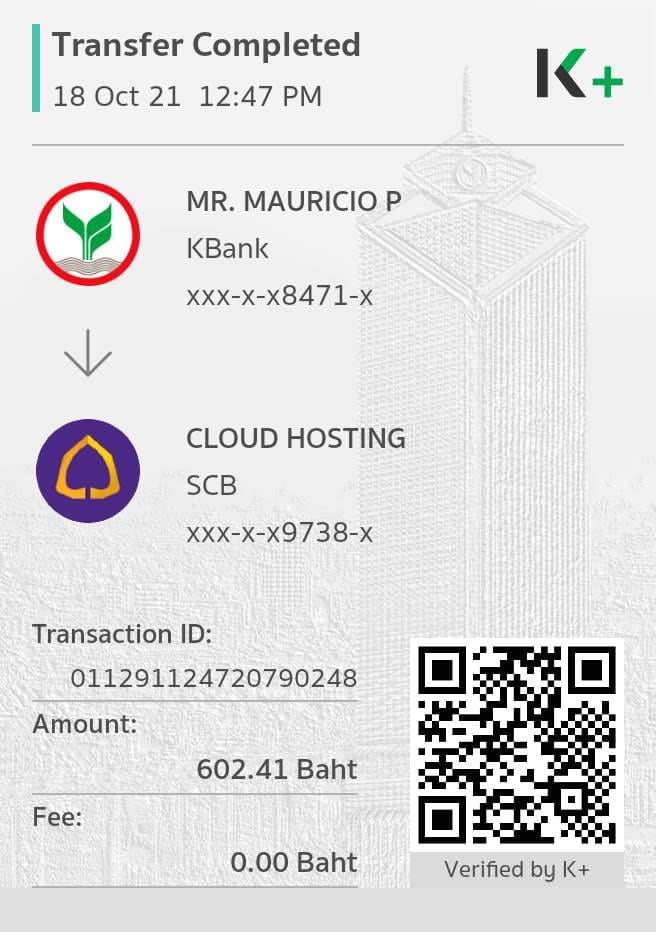 Transfer Completed
18 Oct 21 12:47 PM
K+
MR. MAURICIO P
KBank
xxx-x-x8471-x
CLOUD HOSTING
SCB
xxx-x-x9738-x
Transaction ID:
011291124720790248
Amount:
602.41 Baht
Fee:
0.00 Baht
Verified by K+